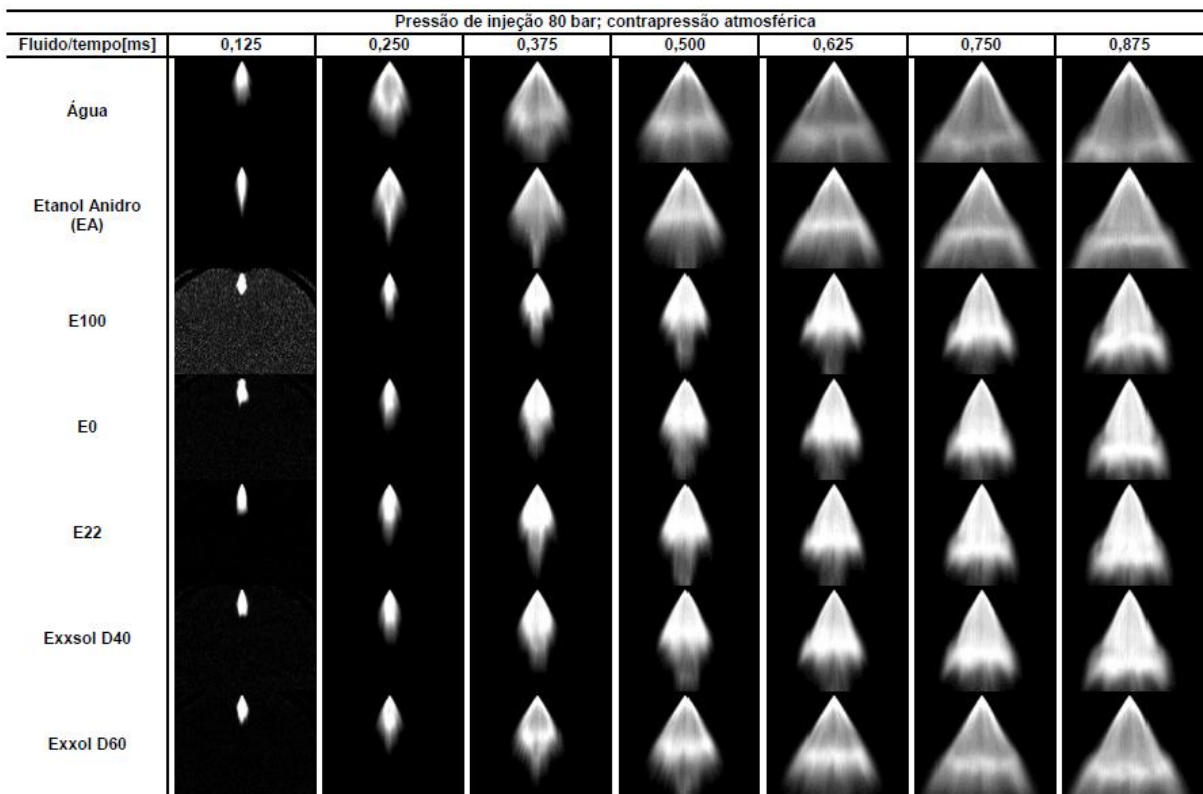 Pressão de injeção 80 bar; contrapressão atmosférica
Fluido/tempo[ms] 0,125 0,250 0,375 0,500 0,625 0,750 0,875
Água
Etanol Anidro
(EA)
E100
E0
E22
Exxsol D40
Exxol D60